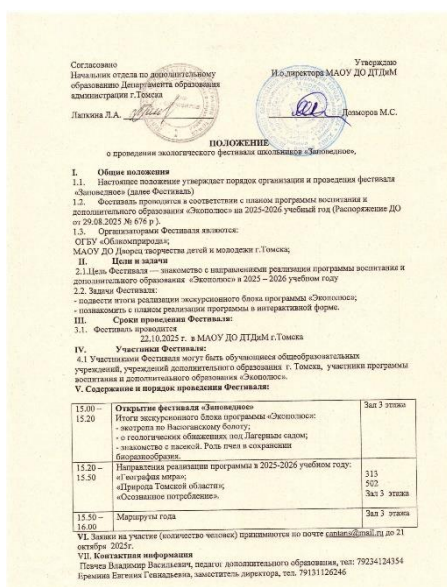 Согласовано
Начальник отдела по дополнительному
образованию Департамента образования
администрации г.Томска
Лапкина Л.А.
Утверждаю
И.о.директора МАОУ ДО ДТДиМ
Дозморов М.С.
ПОЛОЖЕНИЕ
о проведении экологического фестиваля школьников «Заповедное»,
I. Общие положения
1.1. Настоящее положение утверждает порядок организации и проведения фестиваля
«Заповедное» (далее Фестиваль)
1.2. Фестиваль проводится в соответствии с планом программы воспитания и
дополнительного образования «Экополюс» на 2025-2026 учебный год (Распоряжение ДО
от 29.08.2025 № 676 р ).
1.3. Организаторами Фестиваля являются:
ОГБУ «Облкомприрода»;
МАОУ ДО Дворец творчества детей и молодежи г.Томска;
II. Цели и задачи
2.1.Цель Фестиваля — знакомство с направлениями реализации программы воспитания и
дополнительного образования «Экополюс» в 2025 – 2026 учебном году
2.2. Задачи Фестиваля:
- подвести итоги реализации экскурсионного блока программы «Экополюс»;
- познакомить с планом реализации программы в интерактивной форме.
III. Сроки проведения Фестиваля:
3.1. Фестиваль проводится
22.10.2025 г. в МАОУ ДО ДТДиМ г.Томска
IV. Участники Фестиваля:
4.1 Участниками Фестиваля могут быть обучающиеся общеобразовательных
учреждений, учреждений дополнительного образования г. Томска, участники программы
воспитания и дополнительного образования «Экополюс».
V. Содержание и порядок проведения Фестиваля:
15.00 – Открытие фестиваля «Заповедное» Зал 3 этажа
15.20 Итоги экскурсионного блока программы «Экополюс»:
- экотропа по Васюганскому болоту;
- о геологических обнажениях под Лагерным садом;
- знакомство с пасекой. Роль пчел в сохранении
биоразнообразия.
15.20 – Направления реализации программы в 2025-2026 учебном году:
15.50 «География мира»; 313
«Природа Томской области»; 502
«Осознанное потребление». Зал 3 этажа
15.50 – Маршруты года Зал 3 этажа
16.00
VI. Заявки на участие (количество человек) принимаются по почте cantans@mail.ru до 21
октября 2025г.
VII. Контактная информация
Певчев Владимир Васильевич, педагог дополнительного образования, тел: 79234124354
Еремина Евгения Геннадьевна, заместитель директора, тел. 79131126246